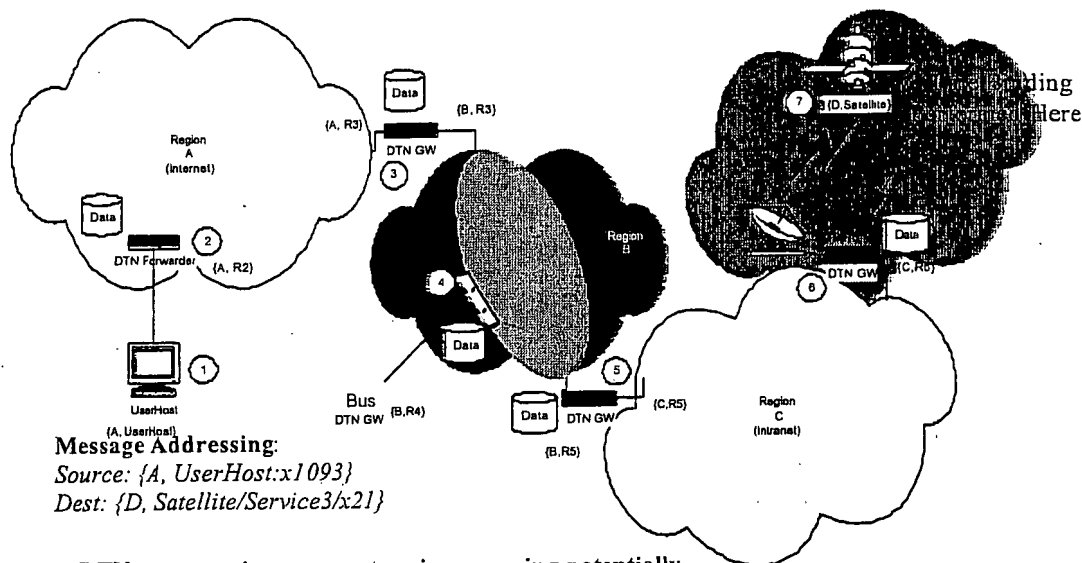 Region
A
(Internet)
Data
2
DTN Forwarder
{A, R2}
1
UserHost
{A, UserHost}
Data
{A, R3}
{B, R3}
DTN GW
3
Region
B
4
Data
Bus
DTN GW
{B,R4}
5
Data
DTN GW
{C,R5}
{B,R5}
7
{D,Satellite}
ding
Here
Data
DTN GW
6
Region
C
(Intranet)
Message Addressing:
Source: {A, UserHost:x1093}
Dest: {D, Satellite/Service3/x21}